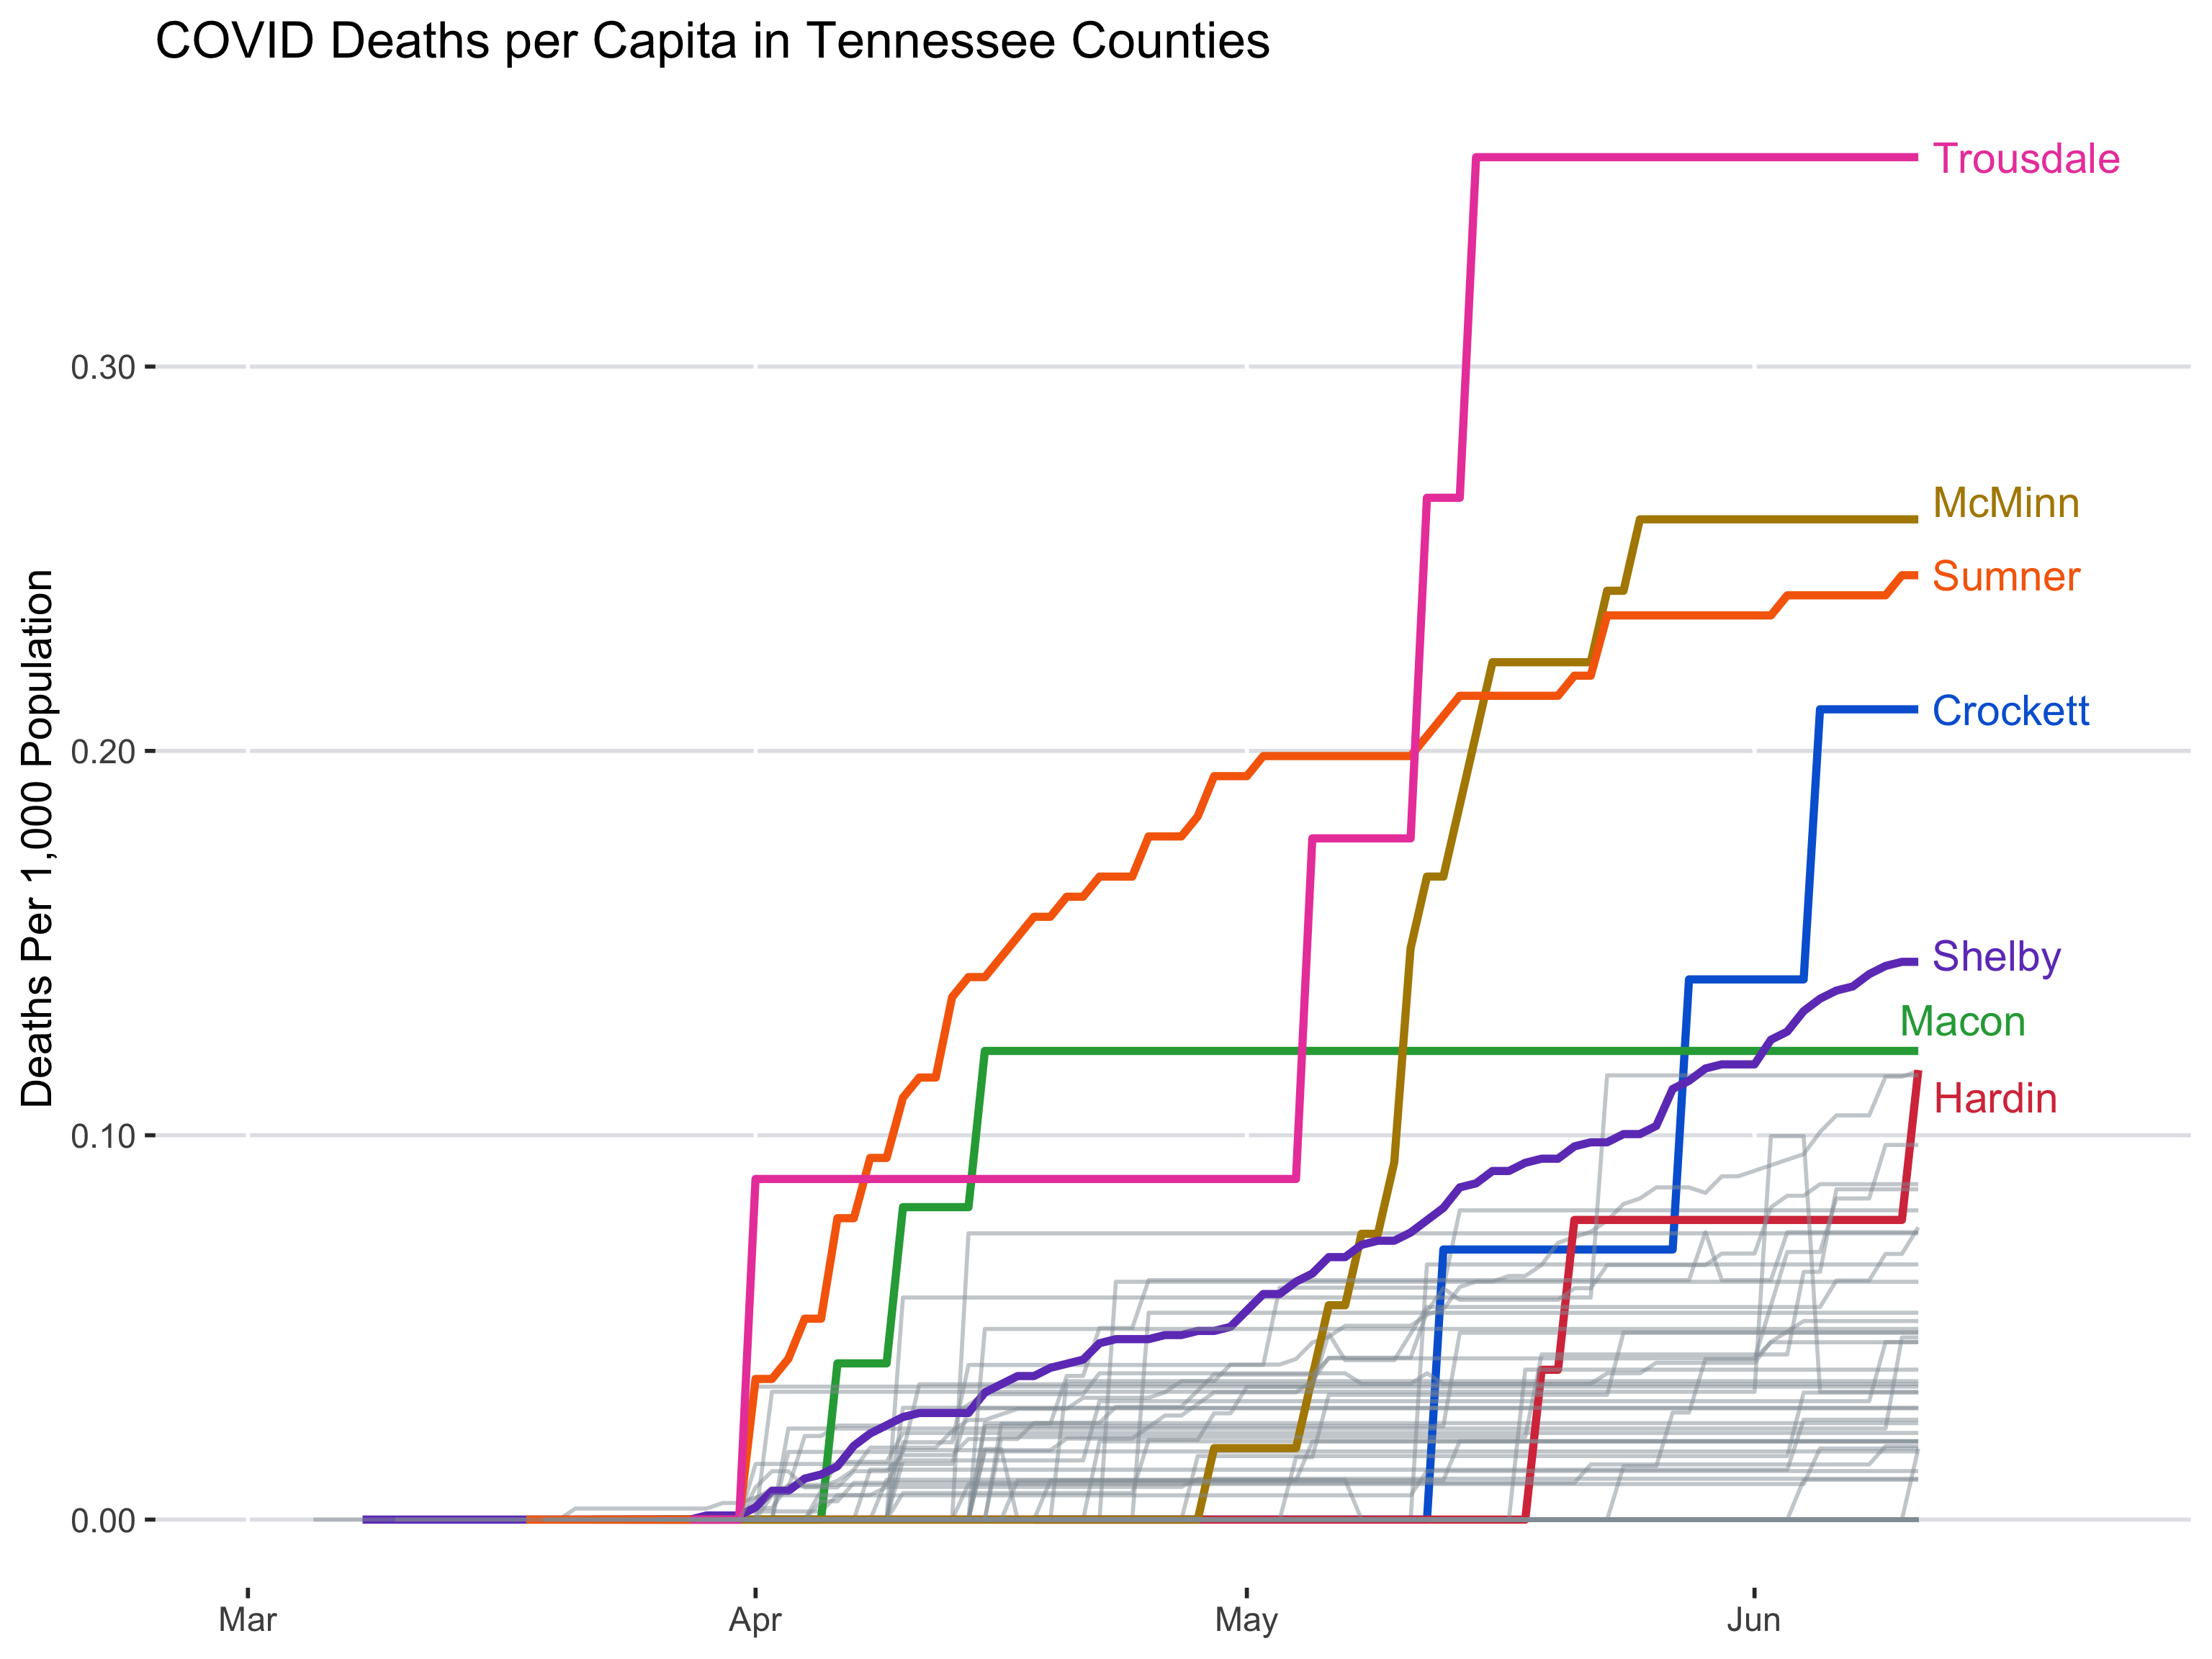 COVID Deaths per Capita in Tennessee Counties
Trousdale
0.30
McMinn
Sumner
Crockett
0.20
Deaths Per 1,000 Population
Shelby
Macon
Hardin
0.10
0.00
Mar Apr May Jun